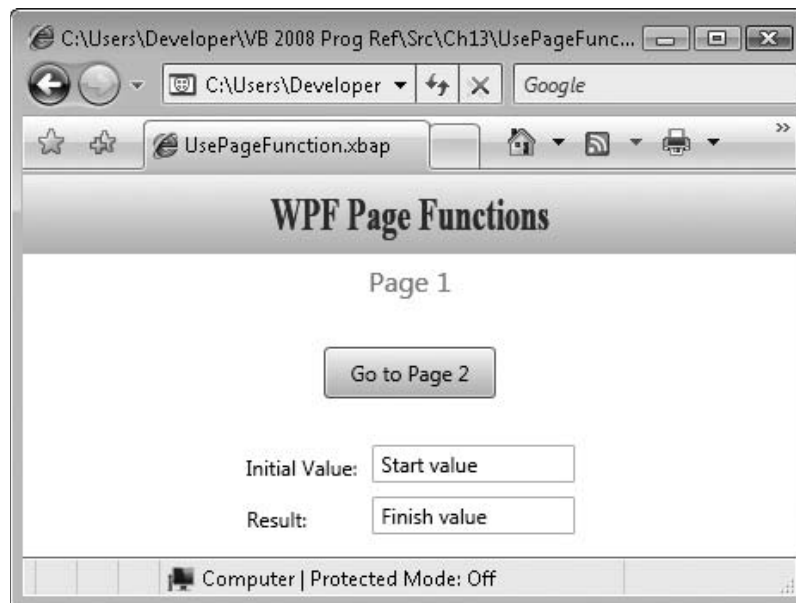 C:\Users\Developer\VB 2008 Prog Ref\Src\Ch13\UsePageFunc...
C:\Users\Developer
Google
UsePageFunction.xbap
»
WPF Page Functions
Page 1
Go to Page 2
Initial Value: Start value
Result: Finish value
Computer | Protected Mode: Off